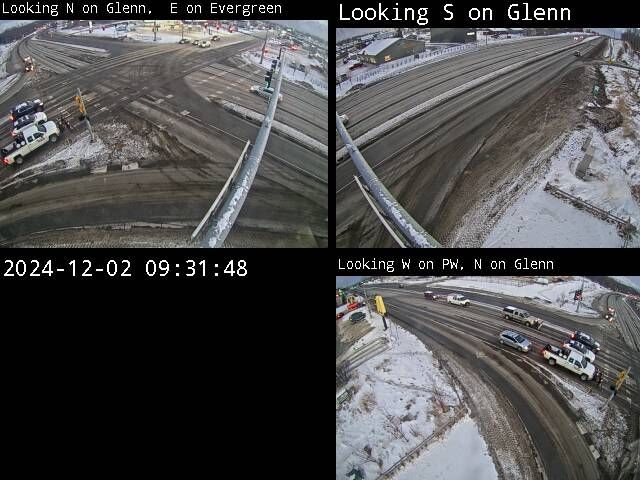 Looking N on Glenn,  E on Evergreen
Looking S on Glenn
2024-12-02 09:31:48
Looking W on PW, N on Glenn